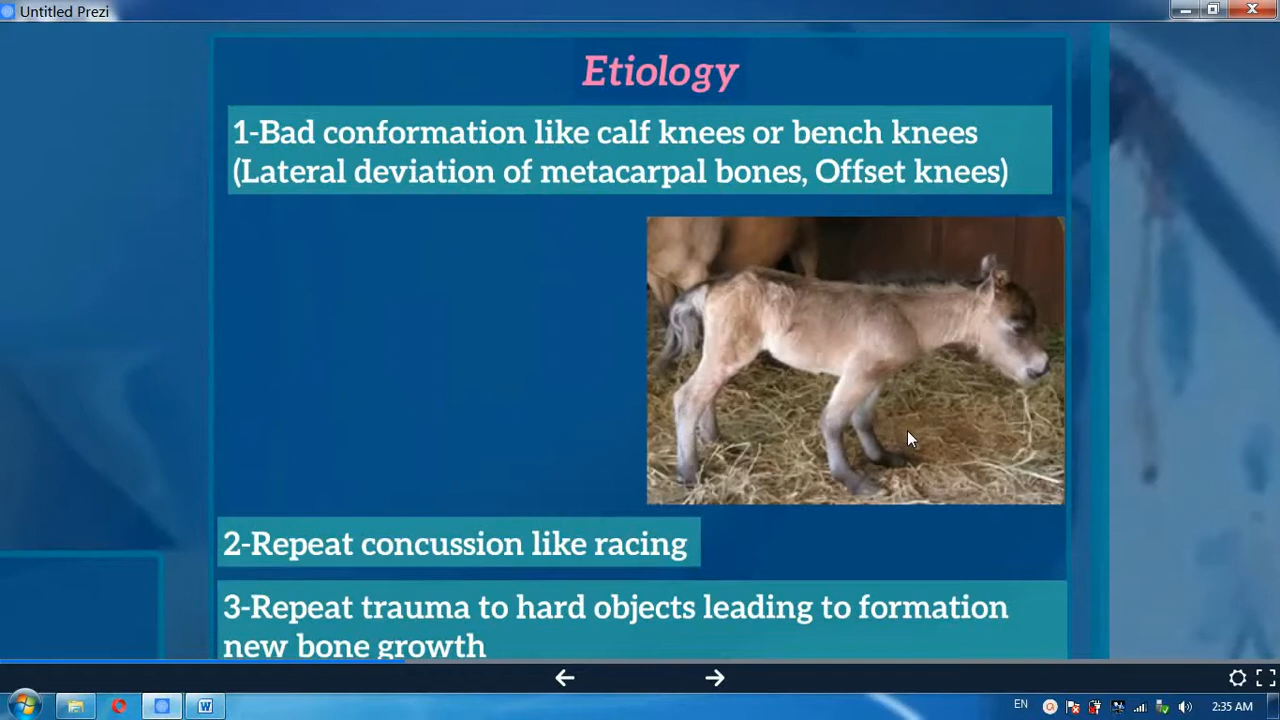 Untitled Prezi
Etiology
1-Bad conformation like calf knees or bench knees
(Lateral deviation of metacarpal bones, Offset knees)
2-Repeat concussion like racing
3-Repeat trauma to hard objects leading to formation
new bone growth
EN
2:35 AM